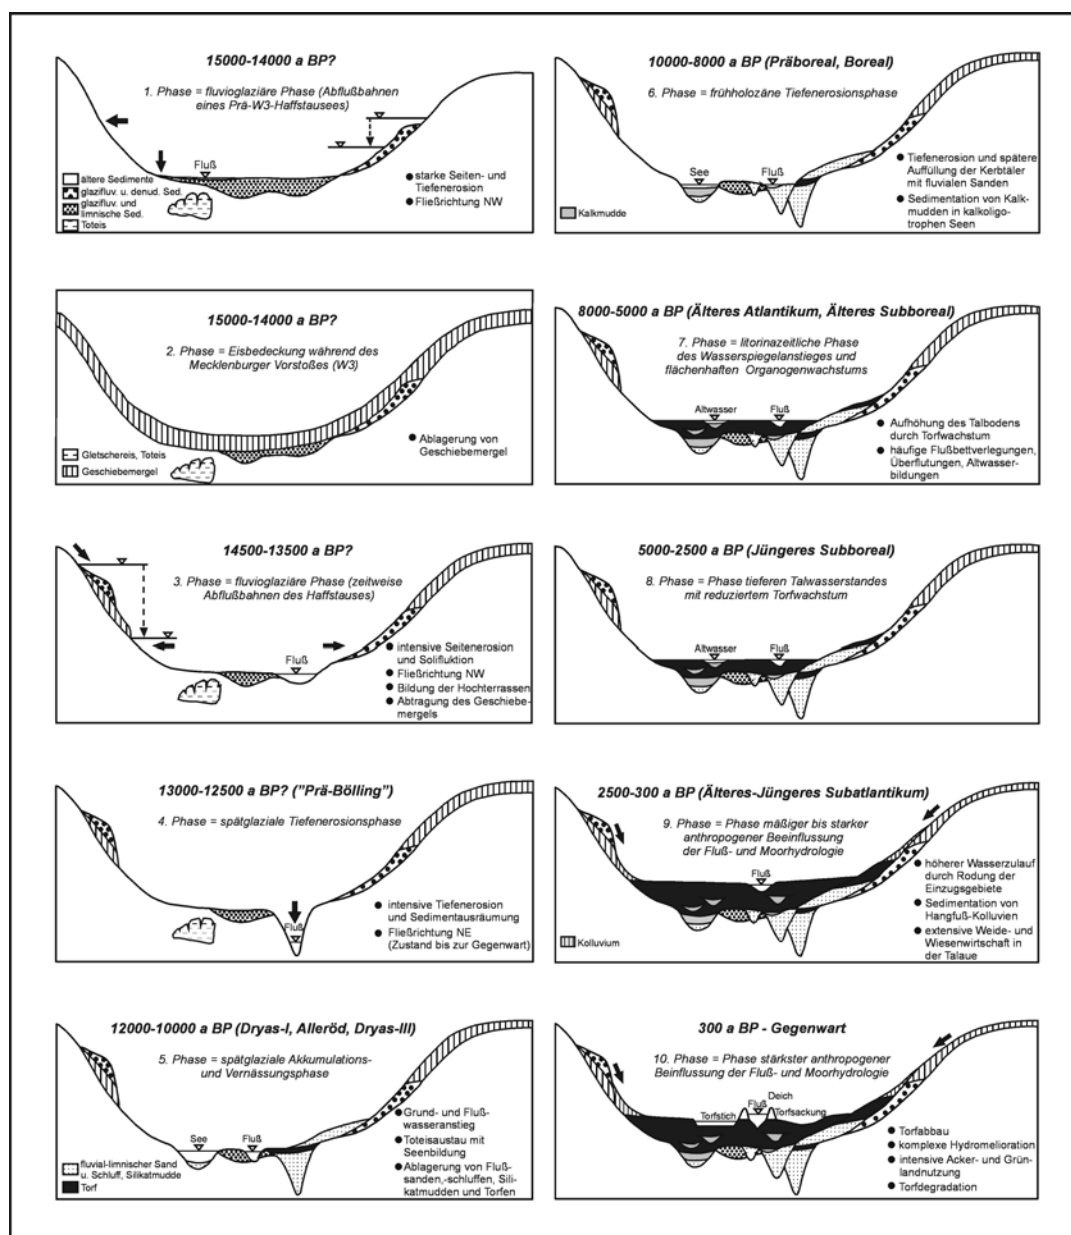 15000-14000 a BP?
1. Phase = fluvioglaziäre Phase (Abflußbahnen
eines Prä-W3-Haffstausees)
Fluß
ältere Sedimente
glazifluv. u. denud. Sed.
glazifluv. und
limnische Sed.
Toteis
starke Seiten- und
Tiefenerosion
Fließrichtung NW
15000-14000 a BP?
2. Phase = Eisbedeckung während des
Mecklenburger Vorstoßes (W3)
Gletschereis, Toteis
Geschiebemergel
Ablagerung von
Geschiebemergel
14500-13500 a BP?
3. Phase = fluvioglaziäre Phase (zeitweise
Abflußbahnen des Haffstauses)
Fluß
intensive Seitenerosion
und Solifluktion
Fließrichtung NW
Bildung der Hochterrassen
Abtragung des Geschiebe-
mergels
13000-12500 a BP? ("Prä-Bölling")
4. Phase = spätglaziale Tiefenerosionsphase
Fluß
intensive Tiefenerosion
und Sedimentausräumung
Fließrichtung NE
(Zustand bis zur Gegenwart)
12000-10000 a BP (Dryas-I, Alleröd, Dryas-III)
5. Phase = spätglaziale Akkumulations-
und Vernässungsphase
See
Fluß
fluvial-limnischer Sand
u. Schluff, Silikatmudde
Torf
Grund- und Fluß-
wasseranstieg
Toteisaustau mit
Seenbildung
Ablagerung von Fluß-
sanden,-schluffen, Sili-
katmudden und Torfen
10000-8000 a BP (Präboreal, Boreal)
6. Phase = frühholozäne Tiefenerosionsphase
See
Fluß
Kalkmudde
Tiefenerosion und spätere
Auffüllung der Kerbtäler
mit fluvialen Sanden
Sedimentation von Kalk-
mudden in kalkoligo-
trophen Seen
8000-5000 a BP (Älteres Atlantikum, Älteres Subboreal)
7. Phase = litorinazeitliche Phase
des Wasserspiegelanstieges und
flächenhaften Organogenwachstums
Altwasser
Fluß
Aufhöhung des Talbodens
durch Torfwachstum
häufige Flußbettverlegungen,
Überflutungen, Altwasser-
bildungen
5000-2500 a BP (Jüngeres Subboreal)
8. Phase = Phase tieferen Talwasserstandes
mit reduziertem Torfwachstum
Altwasser
Fluß
2500-300 a BP (Älteres-Jüngeres Subatlantikum)
9. Phase = Phase mäßiger bis starker
anthropogener Beeinflussung
der Fluß- und Moorhydrologie
Fluß
Kolluvium
höherer Wasserzulauf
durch Rodung der
Einzugsgebiete
Sedimentation von
Hangfuß-Kolluvien
extensive Weide- und
Wiesenwirtschaft in
der Talaue
300 a BP - Gegenwart
10. Phase = Phase stärkster anthropogener
Beinflussung der Fluß- und Moorhydrologie
Deich
Fluß
Torfstich
Torfsackung
Torfabbau
komplexe Hydromelioration
intensive Acker- und Grün-
landnutzung
Torfdegradation